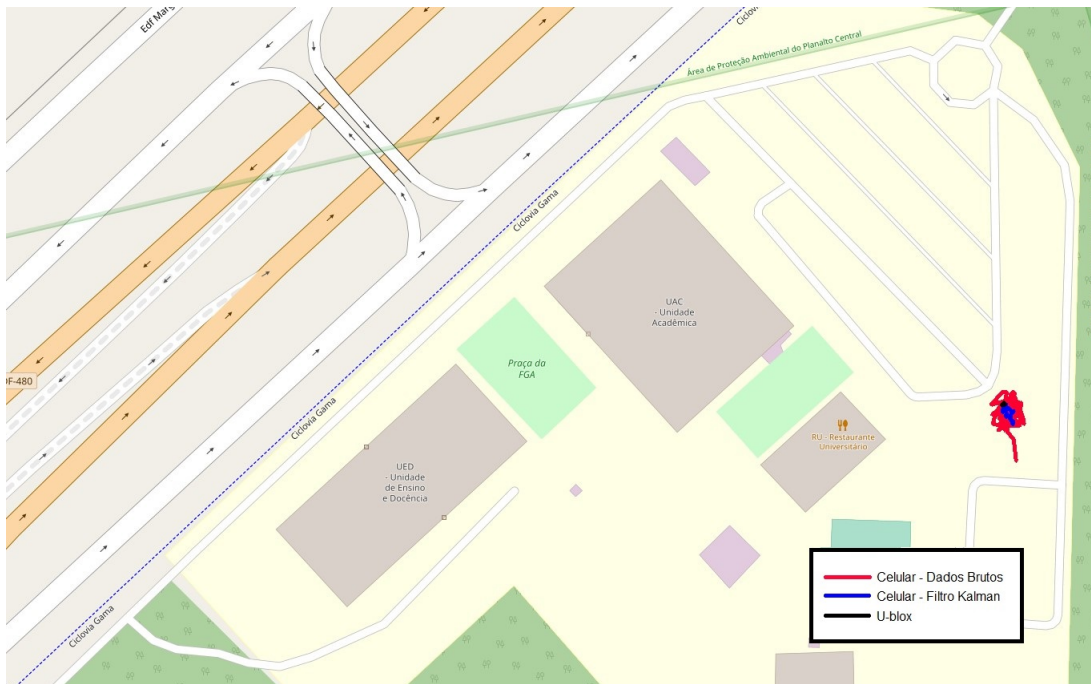 Edf Marg
Ciclovia
Área de Proteção Ambiental do Planalto Central
Ciclovia Gama
UAC
- Unidade
Acadêmica
Praça da
FGA
DF-480
Ciclovia Gama
RU - Restaurante
Universitário
UED
- Unidade
de Ensino
e Docência
Ciclovia Gama
Celular - Dados Brutos
Celular - Filtro Kalman
U-blox